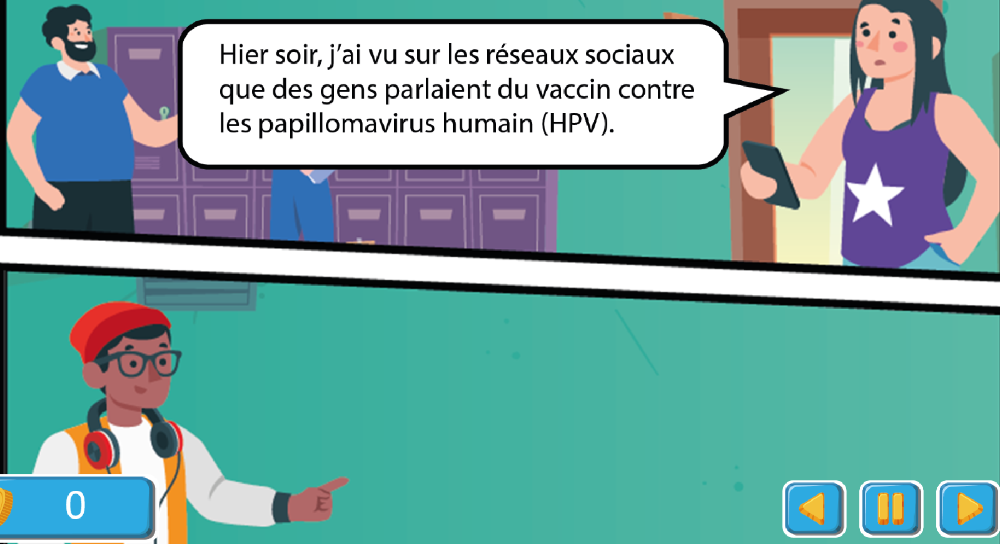 Hier soir, j’ai vu sur les réseaux sociaux
que des gens parlaient du vaccin contre
les papillomavirus humain (HPV).
0